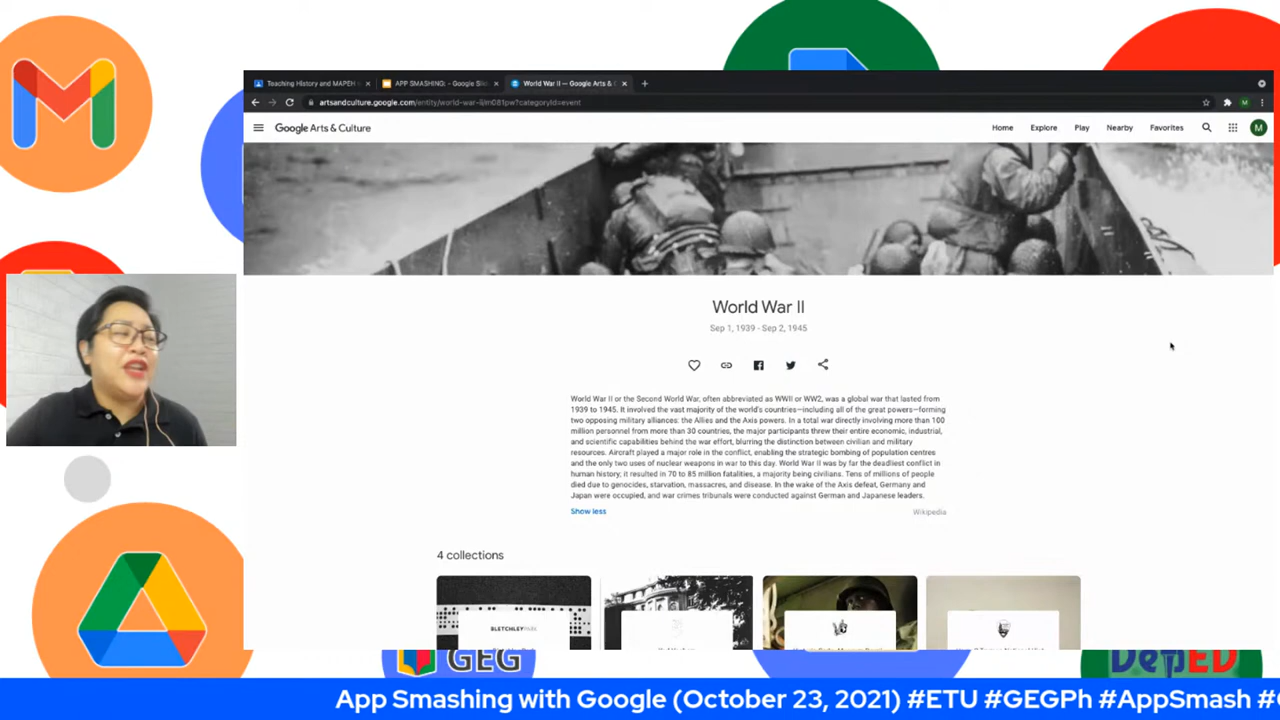 Teaching History and MAPEH
APP SMASHING: - Google Sli
World War II — Google Arts & C
artsandculture.google.com/entity/world-war-ii/m081pw?categoryId=event
M
Google Arts & Culture
Home
Explore
Play
Nearby
Favorites
M
World War II
Sep 1, 1939 - Sep 2, 1945
World War II or the Second World War, often abbreviated as WWII or WW2, was a global war that lasted from
1939 to 1945. It involved the vast majority of the world's countries—including all of the great powers—forming
two opposing military alliances: the Allies and the Axis powers. In a total war directly involving more than 100
million personnel from more than 30 countries, the major participants threw their entire economic, industrial,
and scientific capabilities behind the war effort, blurring the distinction between civilian and military
resources. Aircraft played a major role in the conflict, enabling the strategic bombing of population centres
and the only two uses of nuclear weapons in war to this day. World War II was by far the deadliest conflict in
human history; it resulted in 70 to 85 million fatalities, a majority being civilians. Tens of millions of people
died due to genocides, starvation, massacres, and disease. In the wake of the Axis defeat, Germany and
Japan were occupied, and war crimes tribunals were conducted against German and Japanese leaders.
Show less
Wikipedia
4 collections
BLETCHLEYPARK
GEG
DepED
App Smashing with Google (October 23, 2021) #ETU #GEGPh #AppSmash #